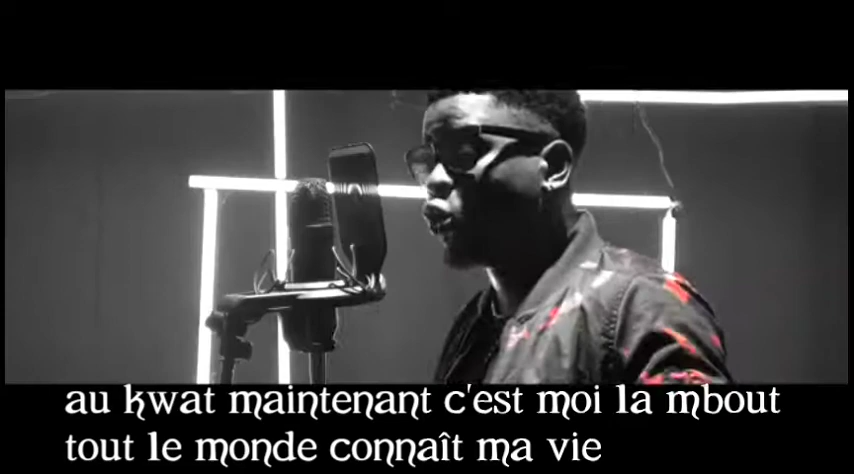 au kwat maintenant c'est moi la mbout
tout le monde connaît ma vie